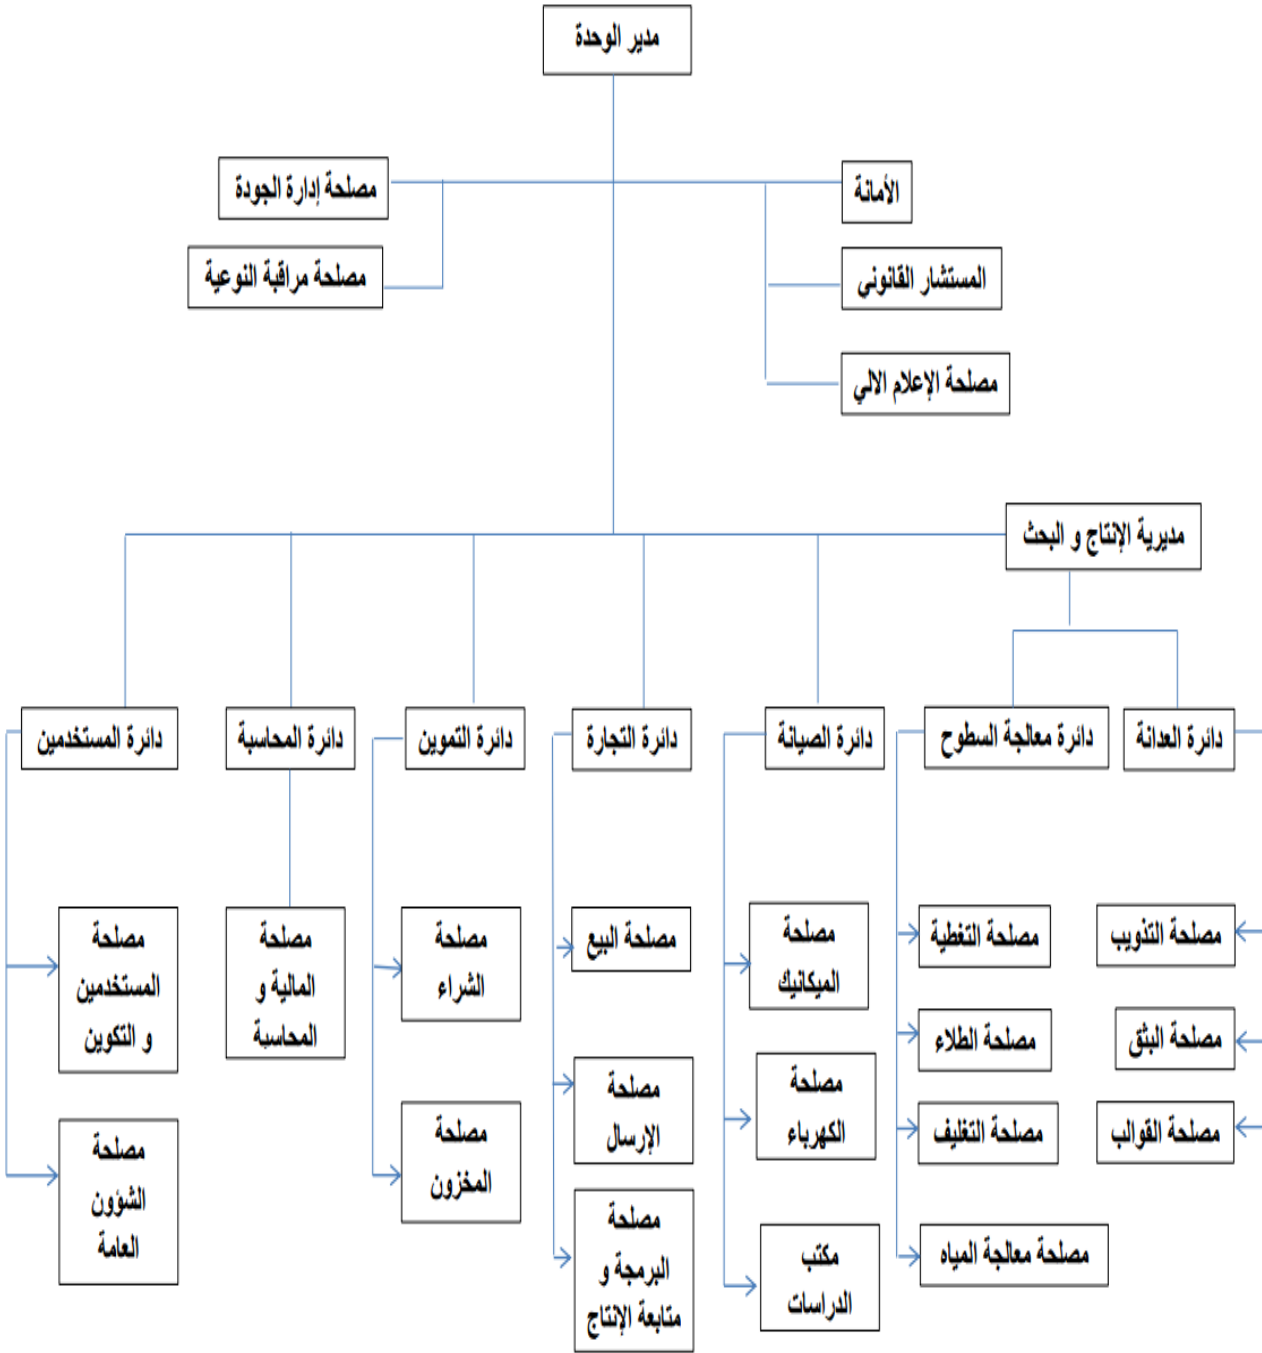 مدير الوحدة
الأمانة
مصلحة إدارة الجودة
المستشار القانوني
مصلحة مراقبة النوعية
مصلحة الإعلام الالي
مديرية الإنتاج و البحث
دائرة العدانة
دائرة معالجة السطوح
دائرة الصيانة
دائرة التجارة
دائرة التموين
دائرة المحاسبة
دائرة المستخدمين
مصلحة التذويب
مصلحة البثق
مصلحة القوالب
مصلحة التغطية
مصلحة الطلاء
مصلحة التغليف
مصلحة معالجة المياه
مصلحة
الميكانيك
مصلحة
الكهرباء
مكتب
الدراسات
مصلحة البيع
مصلحة
الإرسال
مصلحة
البرمجة و
متابعة الإنتاج
مصلحة
الشراء
مصلحة
المخزون
مصلحة
المالية و
المحاسبة
مصلحة
المستخدمين
و التكوين
مصلحة
الشؤون
العامة